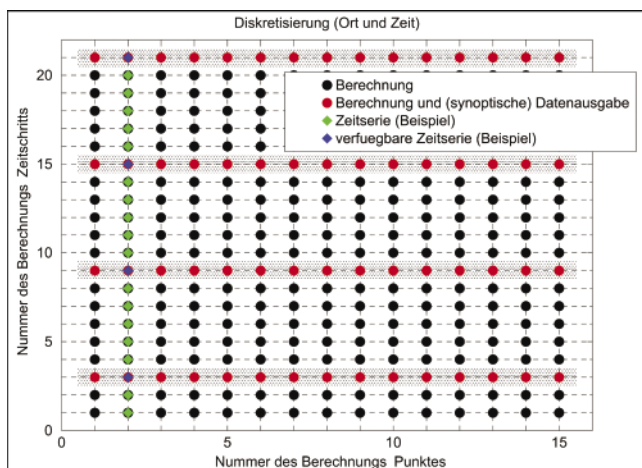 Diskretisierung (Ort und Zeit)
Nummer des Berechnungs Zeitschritts
20
15
10
5
0
Berechnung
Berechnung und (synoptische) Datenausgabe
Zeitserie (Beispiel)
verfuegbare Zeitserie (Beispiel)
0 5 10 15
Nummer des Berechnungs Punktes